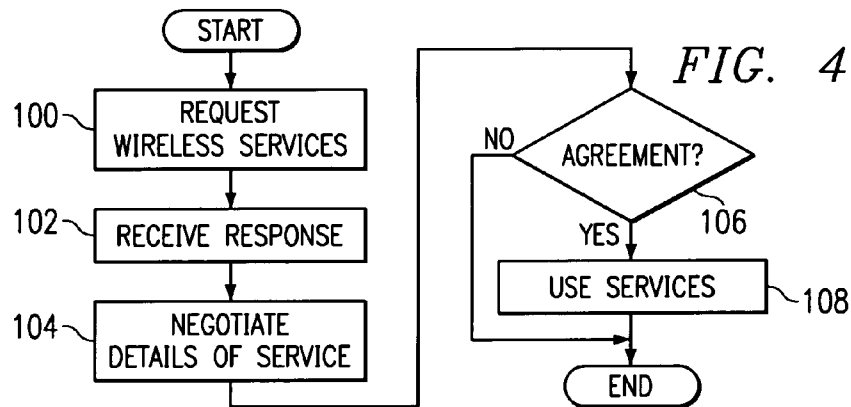 FIG. 4
START
100
REQUEST
WIRELESS SERVICES
102
RECEIVE RESPONSE
104
NEGOTIATE
DETAILS OF SERVICE
AGREEMENT?
NO
106
YES
USE SERVICES
108
END